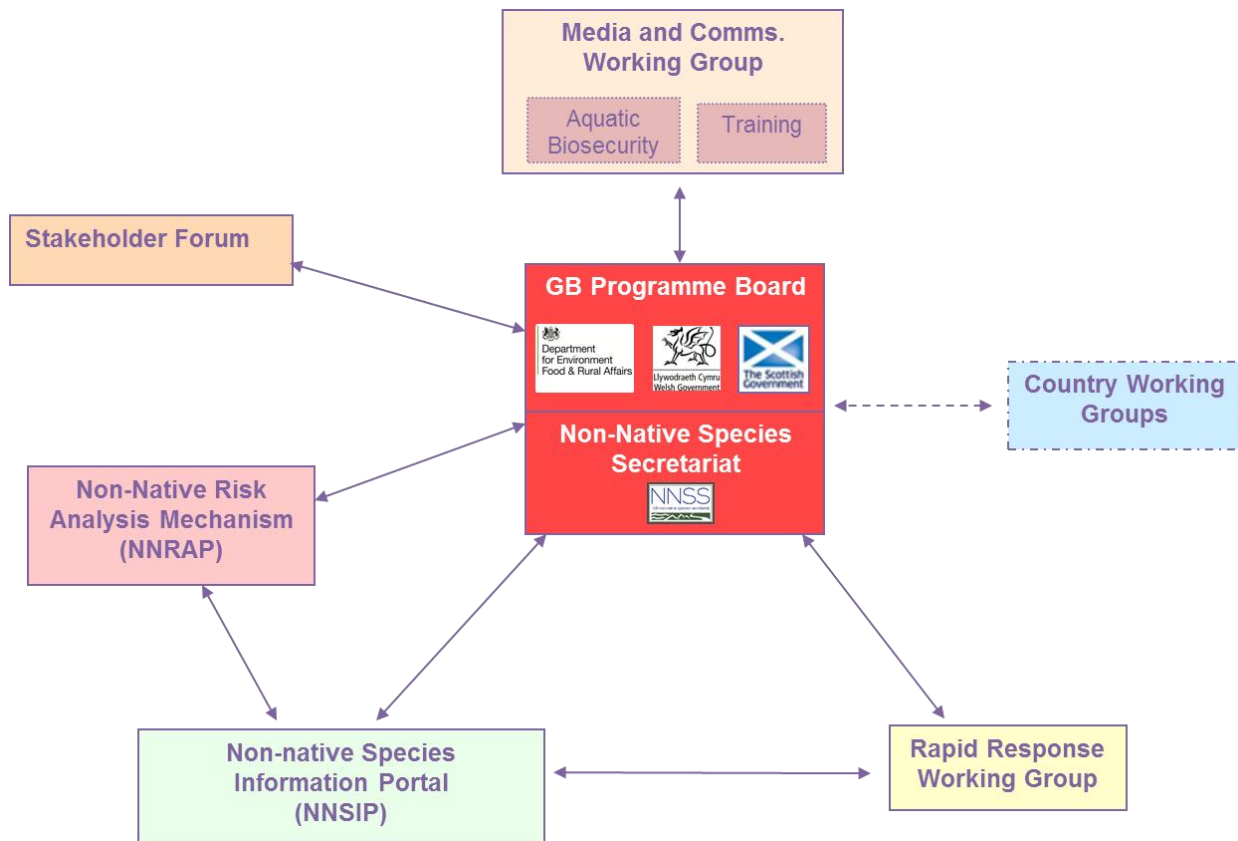 Media and Comms.
Working Group
Aquatic
Biosecurity
Training
Stakeholder Forum
GB Programme Board
Department
for Environment
Food & Rural Affairs
Llywodraeth Cymru
Welsh Government
The Scottish
Government
Country Working
Groups
Non-Native Species
Secretariat
NNSS
Non-Native Risk
Analysis Mechanism
(NNRAP)
Non-native Species
Information Portal
(NNSIP)
Rapid Response
Working Group